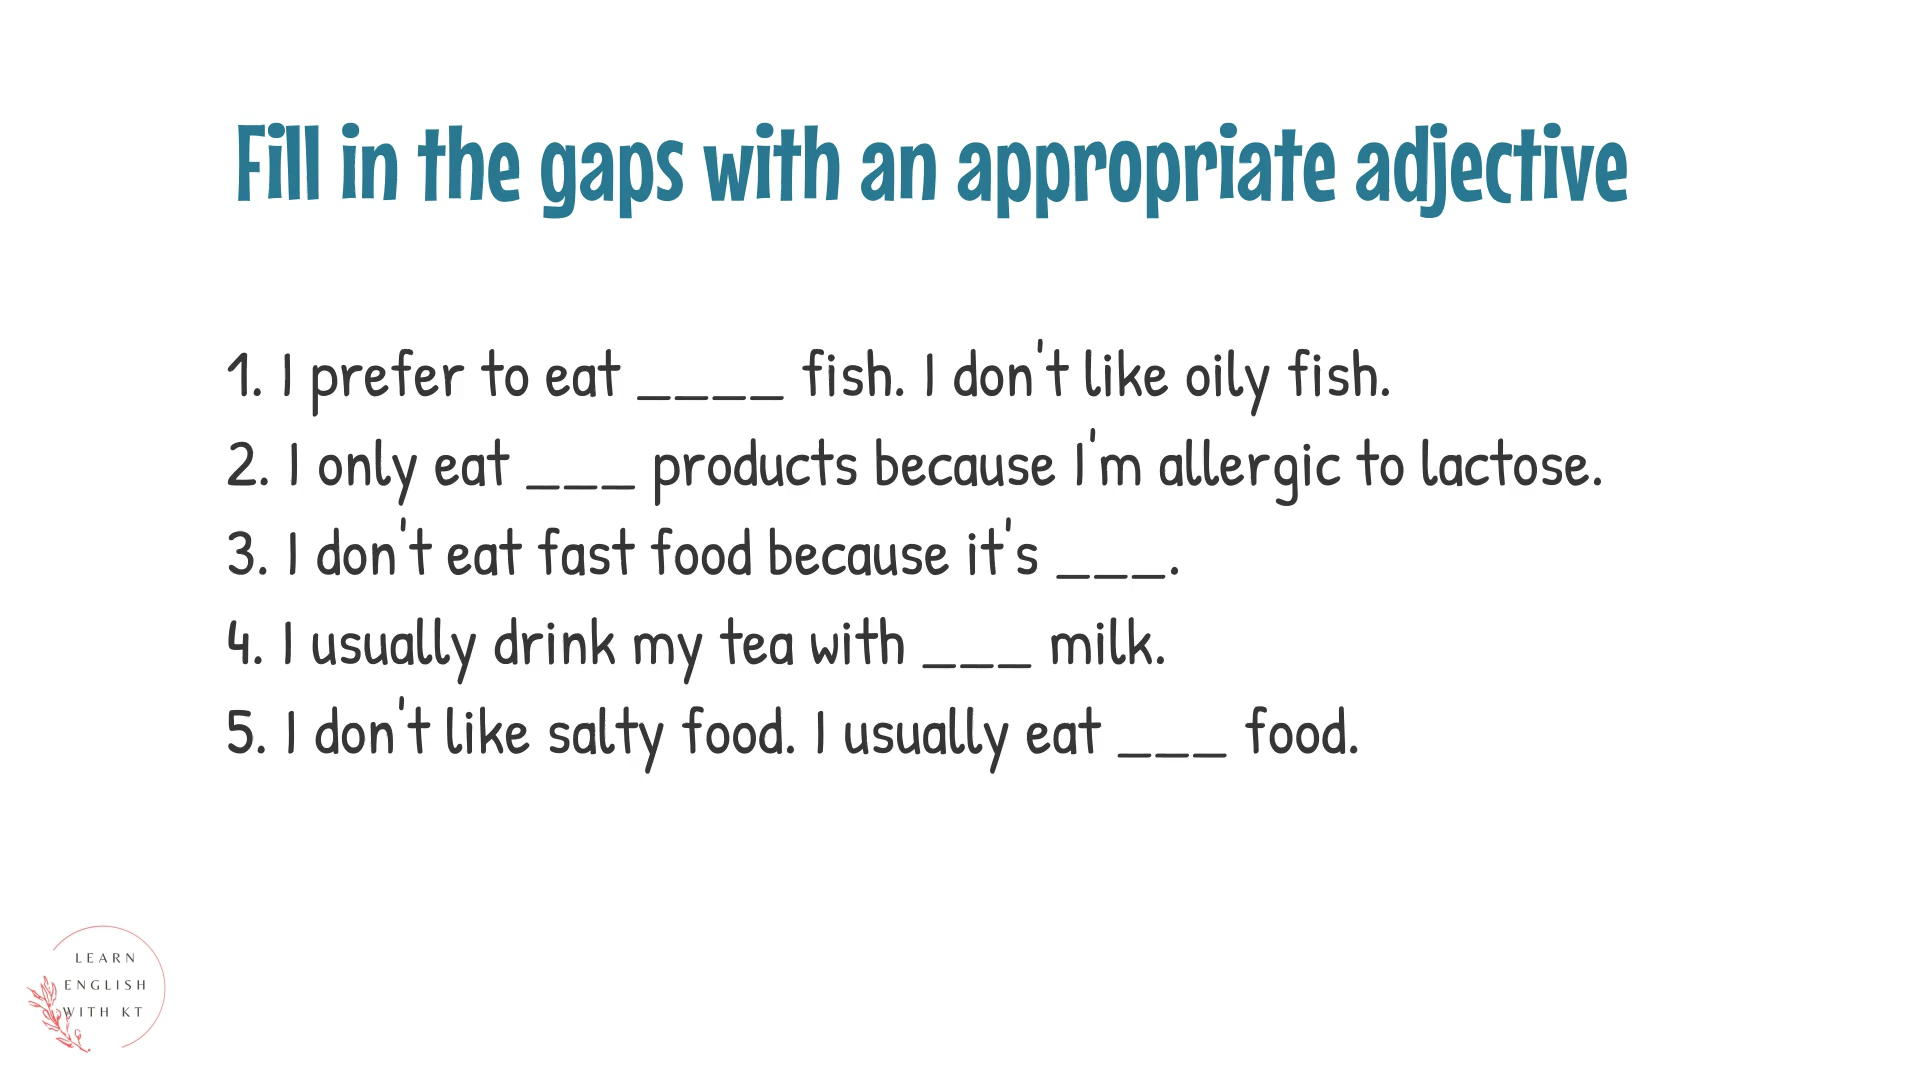 Fill in the gaps with an appropriate adjective
1. I prefer to eat ____ fish. I don't like oily fish.
2. I only eat ___ products because I'm allergic to lactose.
3. I don't eat fast food because it's ___.
4. I usually drink my tea with ___ milk.
5. I don't like salty food. I usually eat ___ food.
LEARN
ENGLISH
WITH KT